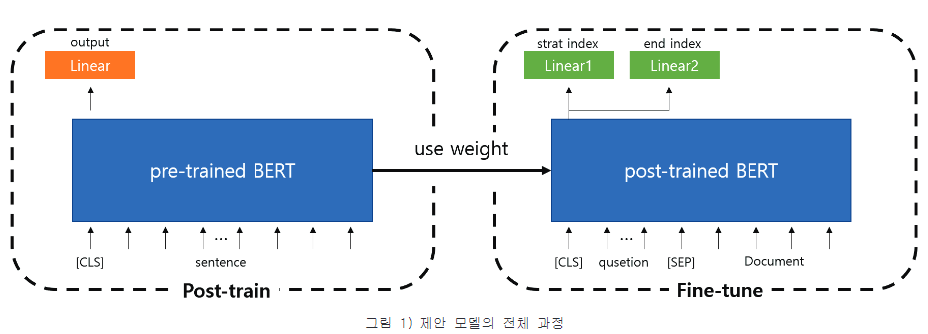 output
Linear
pre-trained BERT
[CLS]
...
sentence
Post-train
use weight
strat index
end index
Linear1
Linear2
post-trained BERT
...
[CLS]
qusetion
[SEP]
Document
Fine-tune
그림 1) 제안 모델의 전체 과정